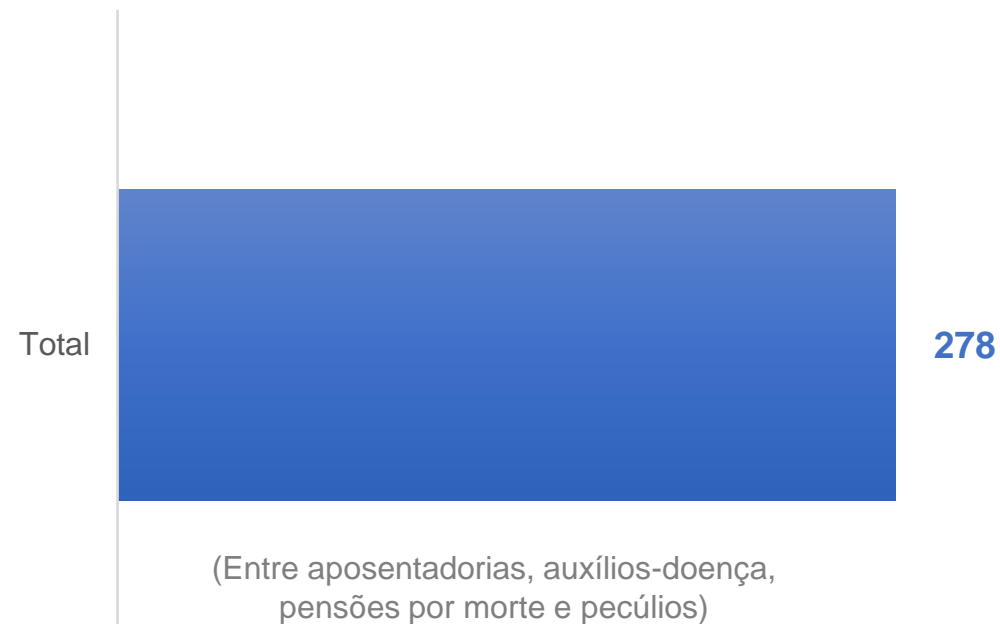 Total
278
(Entre aposentadorias, auxílios-doença,
pensões por morte e pecúlios)